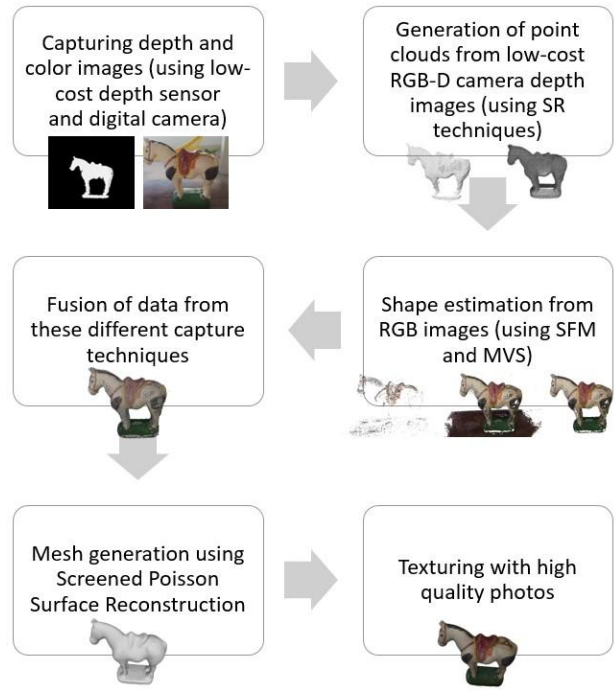 Capturing depth and
color images (using low-
cost depth sensor
and digital camera)
Generation of point
clouds from low-cost
RGB-D camera depth
images (using SR
techniques)
Fusion of data from
these different capture
techniques
Shape estimation from
RGB images (using SFM
and MVS)
Mesh generation using
Screened Poisson
Surface Reconstruction
Texturing with high
quality photos